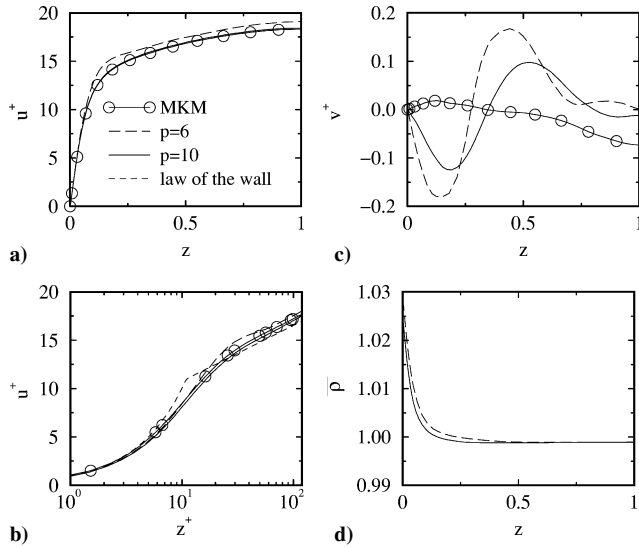 20
15
10
5
0
u+
0
0.5
1
z
MKM
p=6
p=10
law of the wall
a)
0.2
0.1
0.0
−0.1
−0.2
v+
0
0.5
1
z
c)
20
15
10
5
0
u+
10^0
10^1
10^2
z+
b)
1.03
1.02
1.01
1.00
0.99
ρ̅
0
0.5
1
z
d)